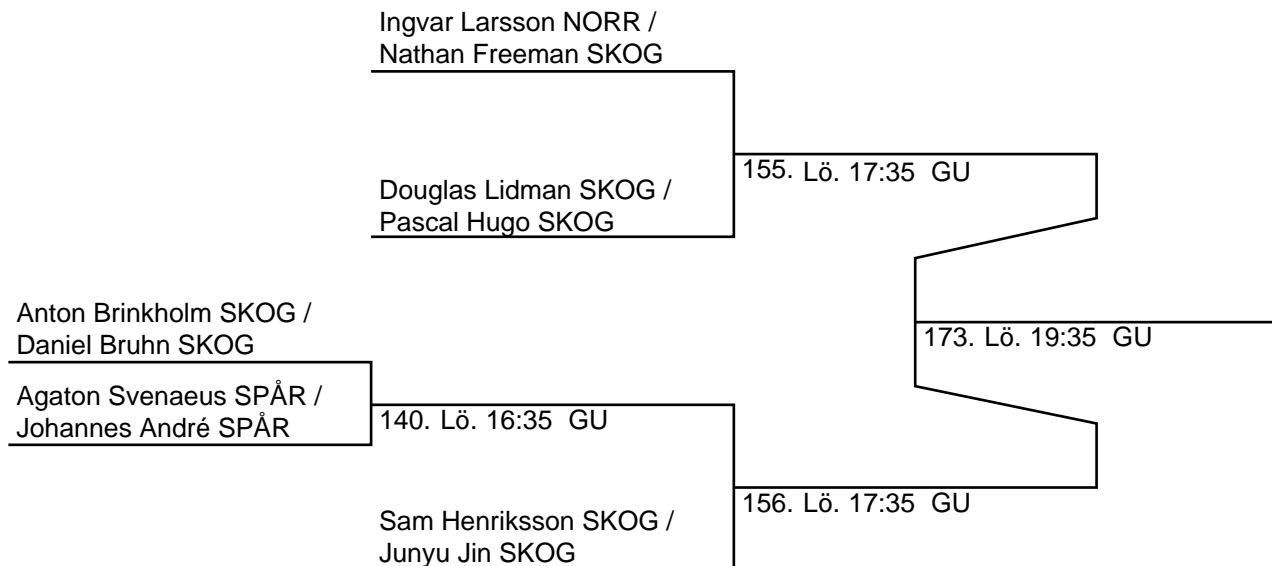 Ingvar Larsson NORR /
Nathan Freeman SKOG
155. Lö. 17:35 GU
Douglas Lidman SKOG /
Pascal Hugo SKOG
Anton Brinkholm SKOG /
Daniel Bruhn SKOG
173. Lö. 19:35 GU
Agaton Svenaeus SPÅR /
Johannes André SPÅR
140. Lö. 16:35 GU
156. Lö. 17:35 GU
Sam Henriksson SKOG /
Junyu Jin SKOG